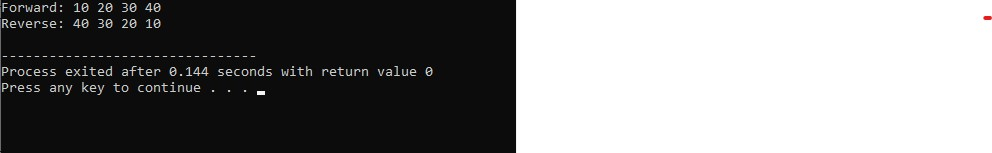 Forward: 10 20 30 40
Reverse: 40 30 20 10
--------------------------------
Process exited after 0.144 seconds with return value 0
Press any key to continue . . .